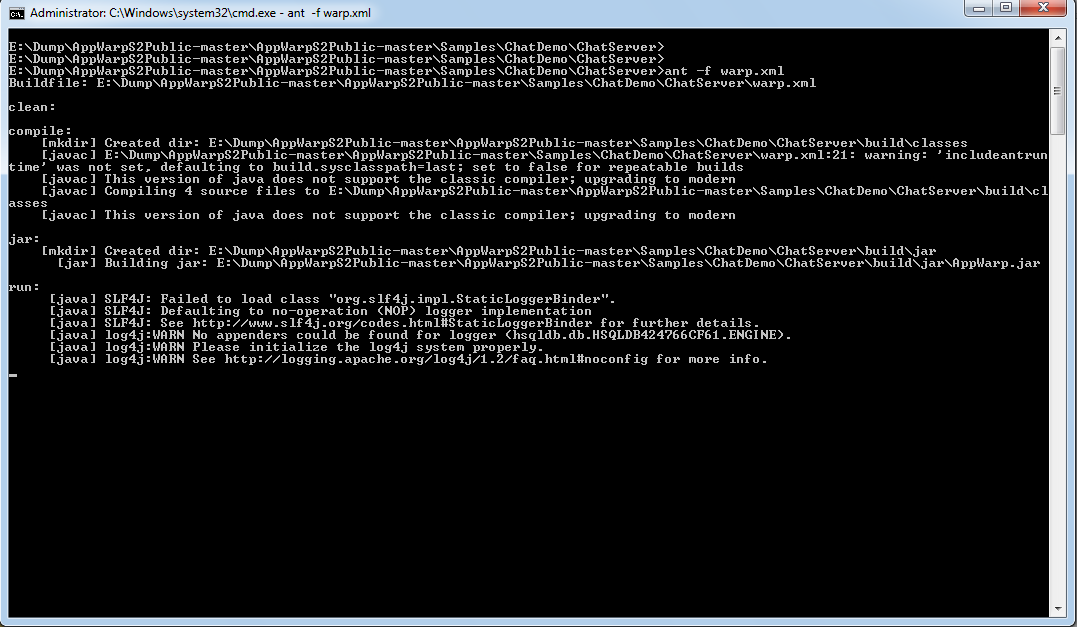 Administrator: C:\Windows\system32\cmd.exe - ant  -f warp.xml
E:\Dump\AppWarpS2Public-master\AppWarpS2Public-master\Samples\ChatDemo\ChatServer>
E:\Dump\AppWarpS2Public-master\AppWarpS2Public-master\Samples\ChatDemo\ChatServer>
E:\Dump\AppWarpS2Public-master\AppWarpS2Public-master\Samples\ChatDemo\ChatServer>ant -f warp.xml
Buildfile: E:\Dump\AppWarpS2Public-master\AppWarpS2Public-master\Samples\ChatDemo\ChatServer\warp.xml
clean:
compile:
[mkdir] Created dir: E:\Dump\AppWarpS2Public-master\AppWarpS2Public-master\Samples\ChatDemo\ChatServer\build\classes
[javac] E:\Dump\AppWarpS2Public-master\AppWarpS2Public-master\Samples\ChatDemo\ChatServer\warp.xml:21: warning: 'includeantrun
time' was not set, defaulting to build.sysclasspath=last; set to false for repeatable builds
[javac] This version of java does not support the classic compiler; upgrading to modern
[javac] Compiling 4 source files to E:\Dump\AppWarpS2Public-master\AppWarpS2Public-master\Samples\ChatDemo\ChatServer\build\cl
asses
[javac] This version of java does not support the classic compiler; upgrading to modern
jar:
[mkdir] Created dir: E:\Dump\AppWarpS2Public-master\AppWarpS2Public-master\Samples\ChatDemo\ChatServer\build\jar
[jar] Building jar: E:\Dump\AppWarpS2Public-master\AppWarpS2Public-master\Samples\ChatDemo\ChatServer\build\jar\AppWarp.jar
run:
[java] SLF4J: Failed to load class "org.slf4j.impl.StaticLoggerBinder".
[java] SLF4J: Defaulting to no-operation (NOP) logger implementation
[java] SLF4J: See http://www.slf4j.org/codes.html#StaticLoggerBinder for further details.
[java] log4j:WARN No appenders could be found for logger (hsqldb.db.HSQLDB424766CF61.ENGINE).
[java] log4j:WARN Please initialize the log4j system properly.
[java] log4j:WARN See http://logging.apache.org/log4j/1.2/faq.html#noconfig for more info.